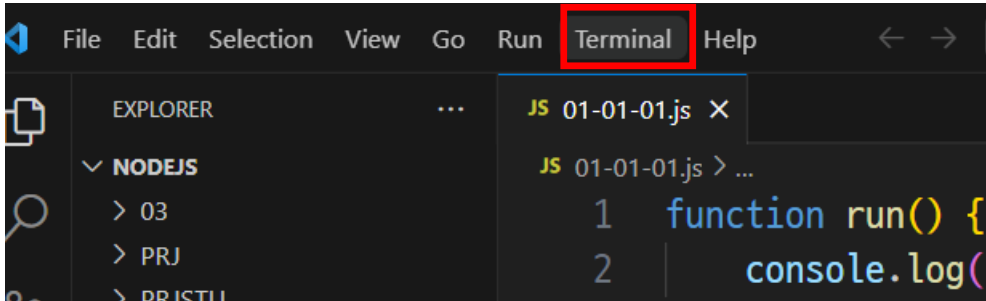 File Edit Selection View Go Run Terminal Help
EXPLORER ...
NODEJS
03
PRJ
PRJSTU
JS 01-01-01.js
JS 01-01-01.js > ...
1 function run() {
2 console.log(